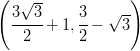 (3√3/2 + 1, 3/2 − √3)